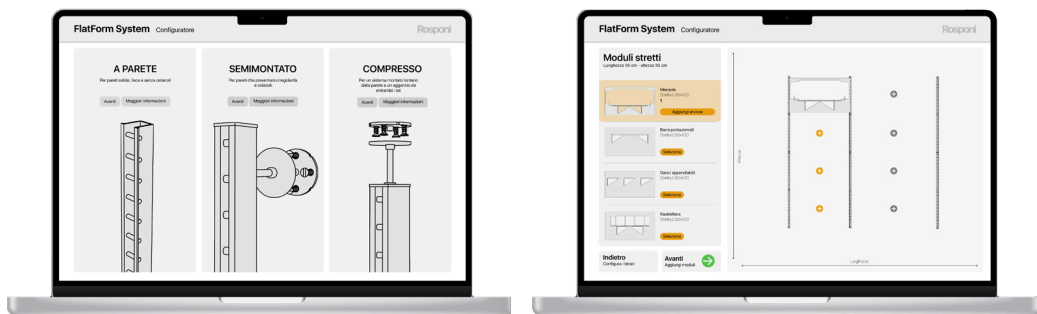 FlatForm System Configuratore
Rosponi
A PARETE
Per pareti solide, lisce e senza ostacoli
Avanti
Maggiori informazioni
SEMIMONTATO
Per pareti che presentano irregolarità
e ostacoli
Avanti
Maggiori informazioni
COMPRESSO
Per un sistema montato lontano
dalla parete e un aggancio da
entrambi i lati
Avanti
Maggiori informazioni
FlatForm System Configuratore
Rosponi
Moduli stretti
Lunghezza 50 cm - altezza 30 cm
Mensola
1
Aggiungi ancora
Barra portautensili
Seleziona
Ganci appendiabiti
Seleziona
Rastrelliera
Seleziona
Indietro
Configura i binari
Avanti
Aggiungi moduli
Altezza
Larghezza